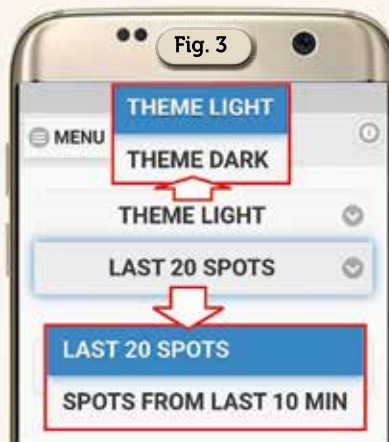 Fig. 3
THEME LIGHT
MENU
THEME DARK
THEME LIGHT
LAST 20 SPOTS
LAST 20 SPOTS
SPOTS FROM LAST 10 MIN